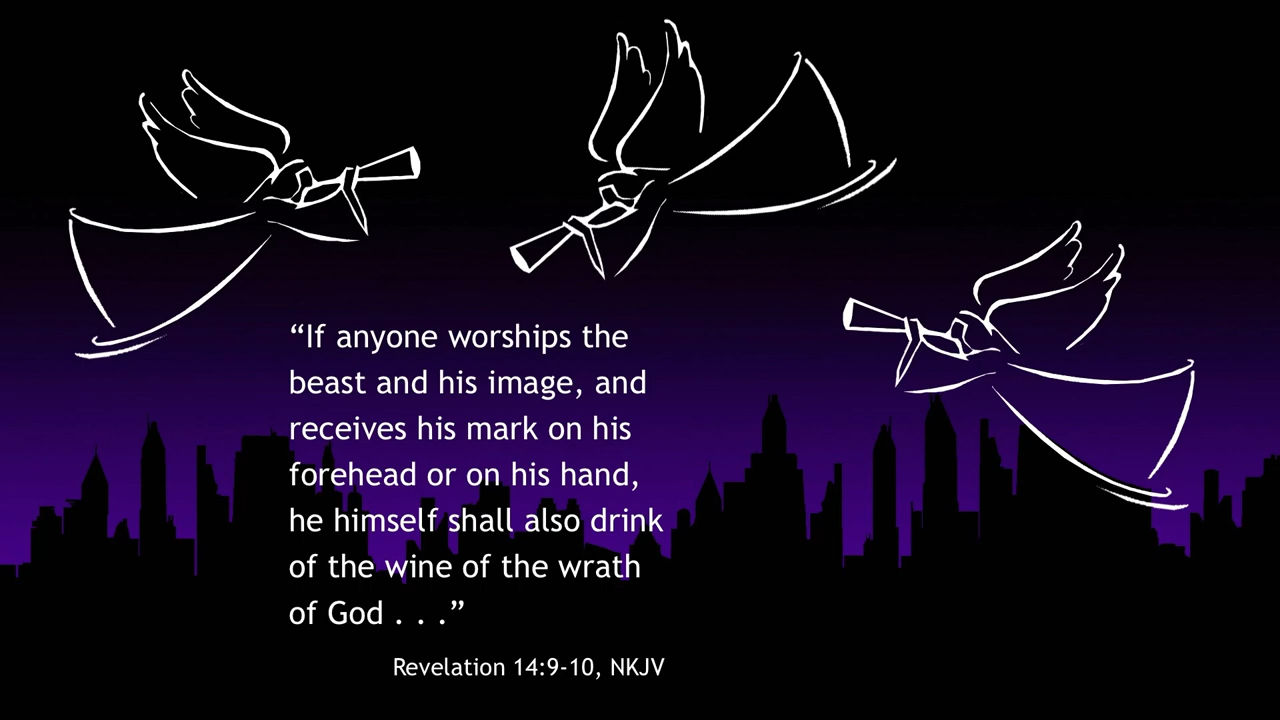 “If anyone worships the
beast and his image, and
receives his mark on his
forehead or on his hand,
he himself shall also drink
of the wine of the wrath
of God . . .”
Revelation 14:9-10, NKJV